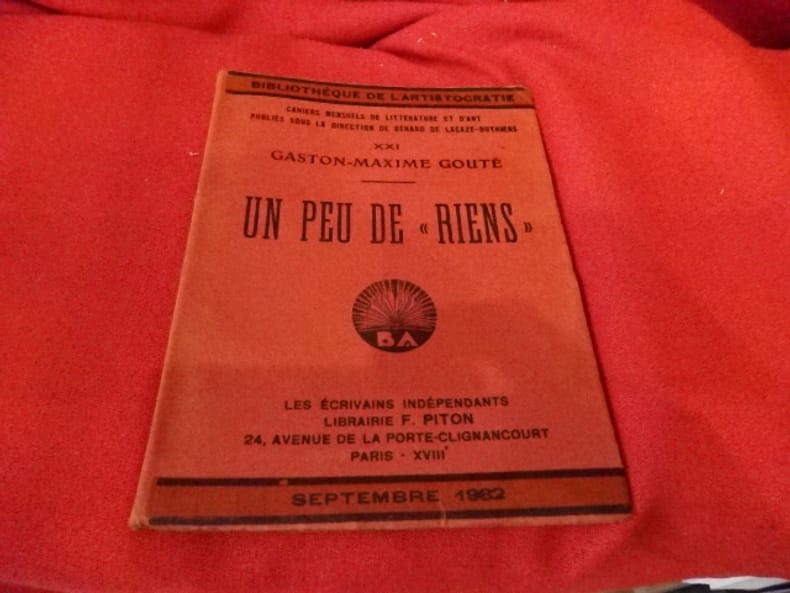 BIBLIOTHÈQUE DE L'ARTISTOCRATIE
CAHIERS MENSUELS DE LITTÉRATURE ET D'ART
PUBLIÉS SOUS LA DIRECTION DE GÉRARD DE LACAZE-DUTHIERS
XXI
GASTON-MAXIME GOUTÉ
UN PEU DE « RIENS »
BA
LES ÉCRIVAINS INDÉPENDANTS
LIBRAIRIE F. PITON
24, AVENUE DE LA PORTE-CLIGNANCOURT
PARIS - XVIIIᵉ
SEPTEMBRE